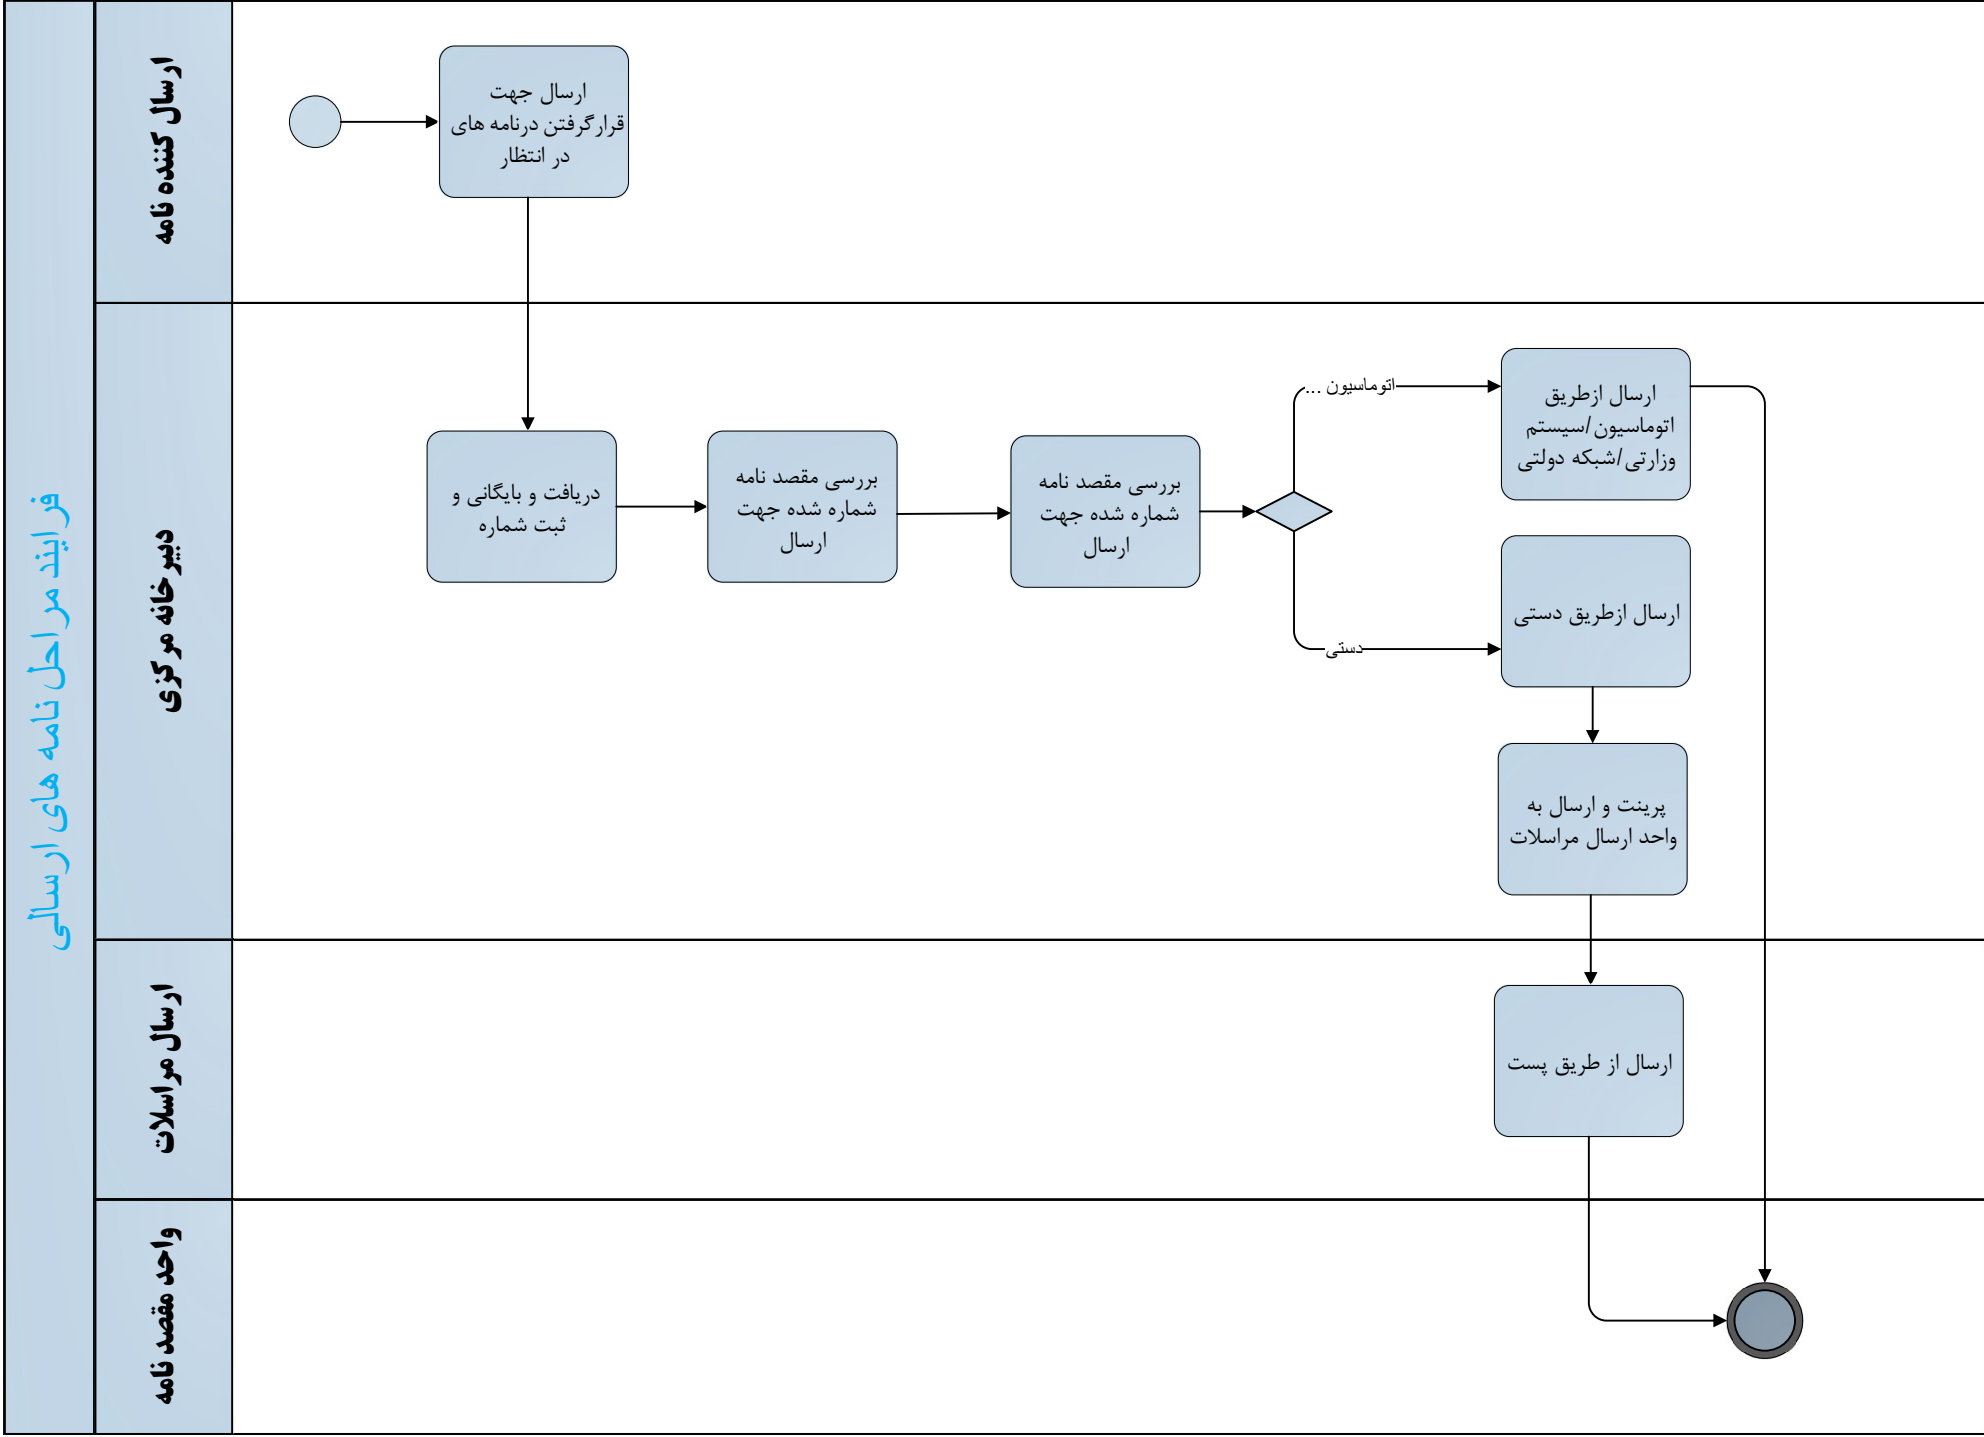 فرایند مراحل نامه های ارسالی
ارسال کننده نامه
ارسال جهت
قرارگرفتن درنامه های
در انتظار
دبیرخانه مرکزی
دریافت و بایگانی و
ثبت شماره
بررسی مقصد نامه
شماره شده جهت
ارسال
بررسی مقصد نامه
شماره شده جهت
ارسال
اتوماسیون ...
ارسال ازطریق
اتوماسیون/سیستم
وزارتی/شبکه دولتی
دستی
ارسال ازطریق دستی
پرینت و ارسال به
واحد ارسال مراسلات
ارسال مراسلات
ارسال از طریق پست
واحد مقصد نامه